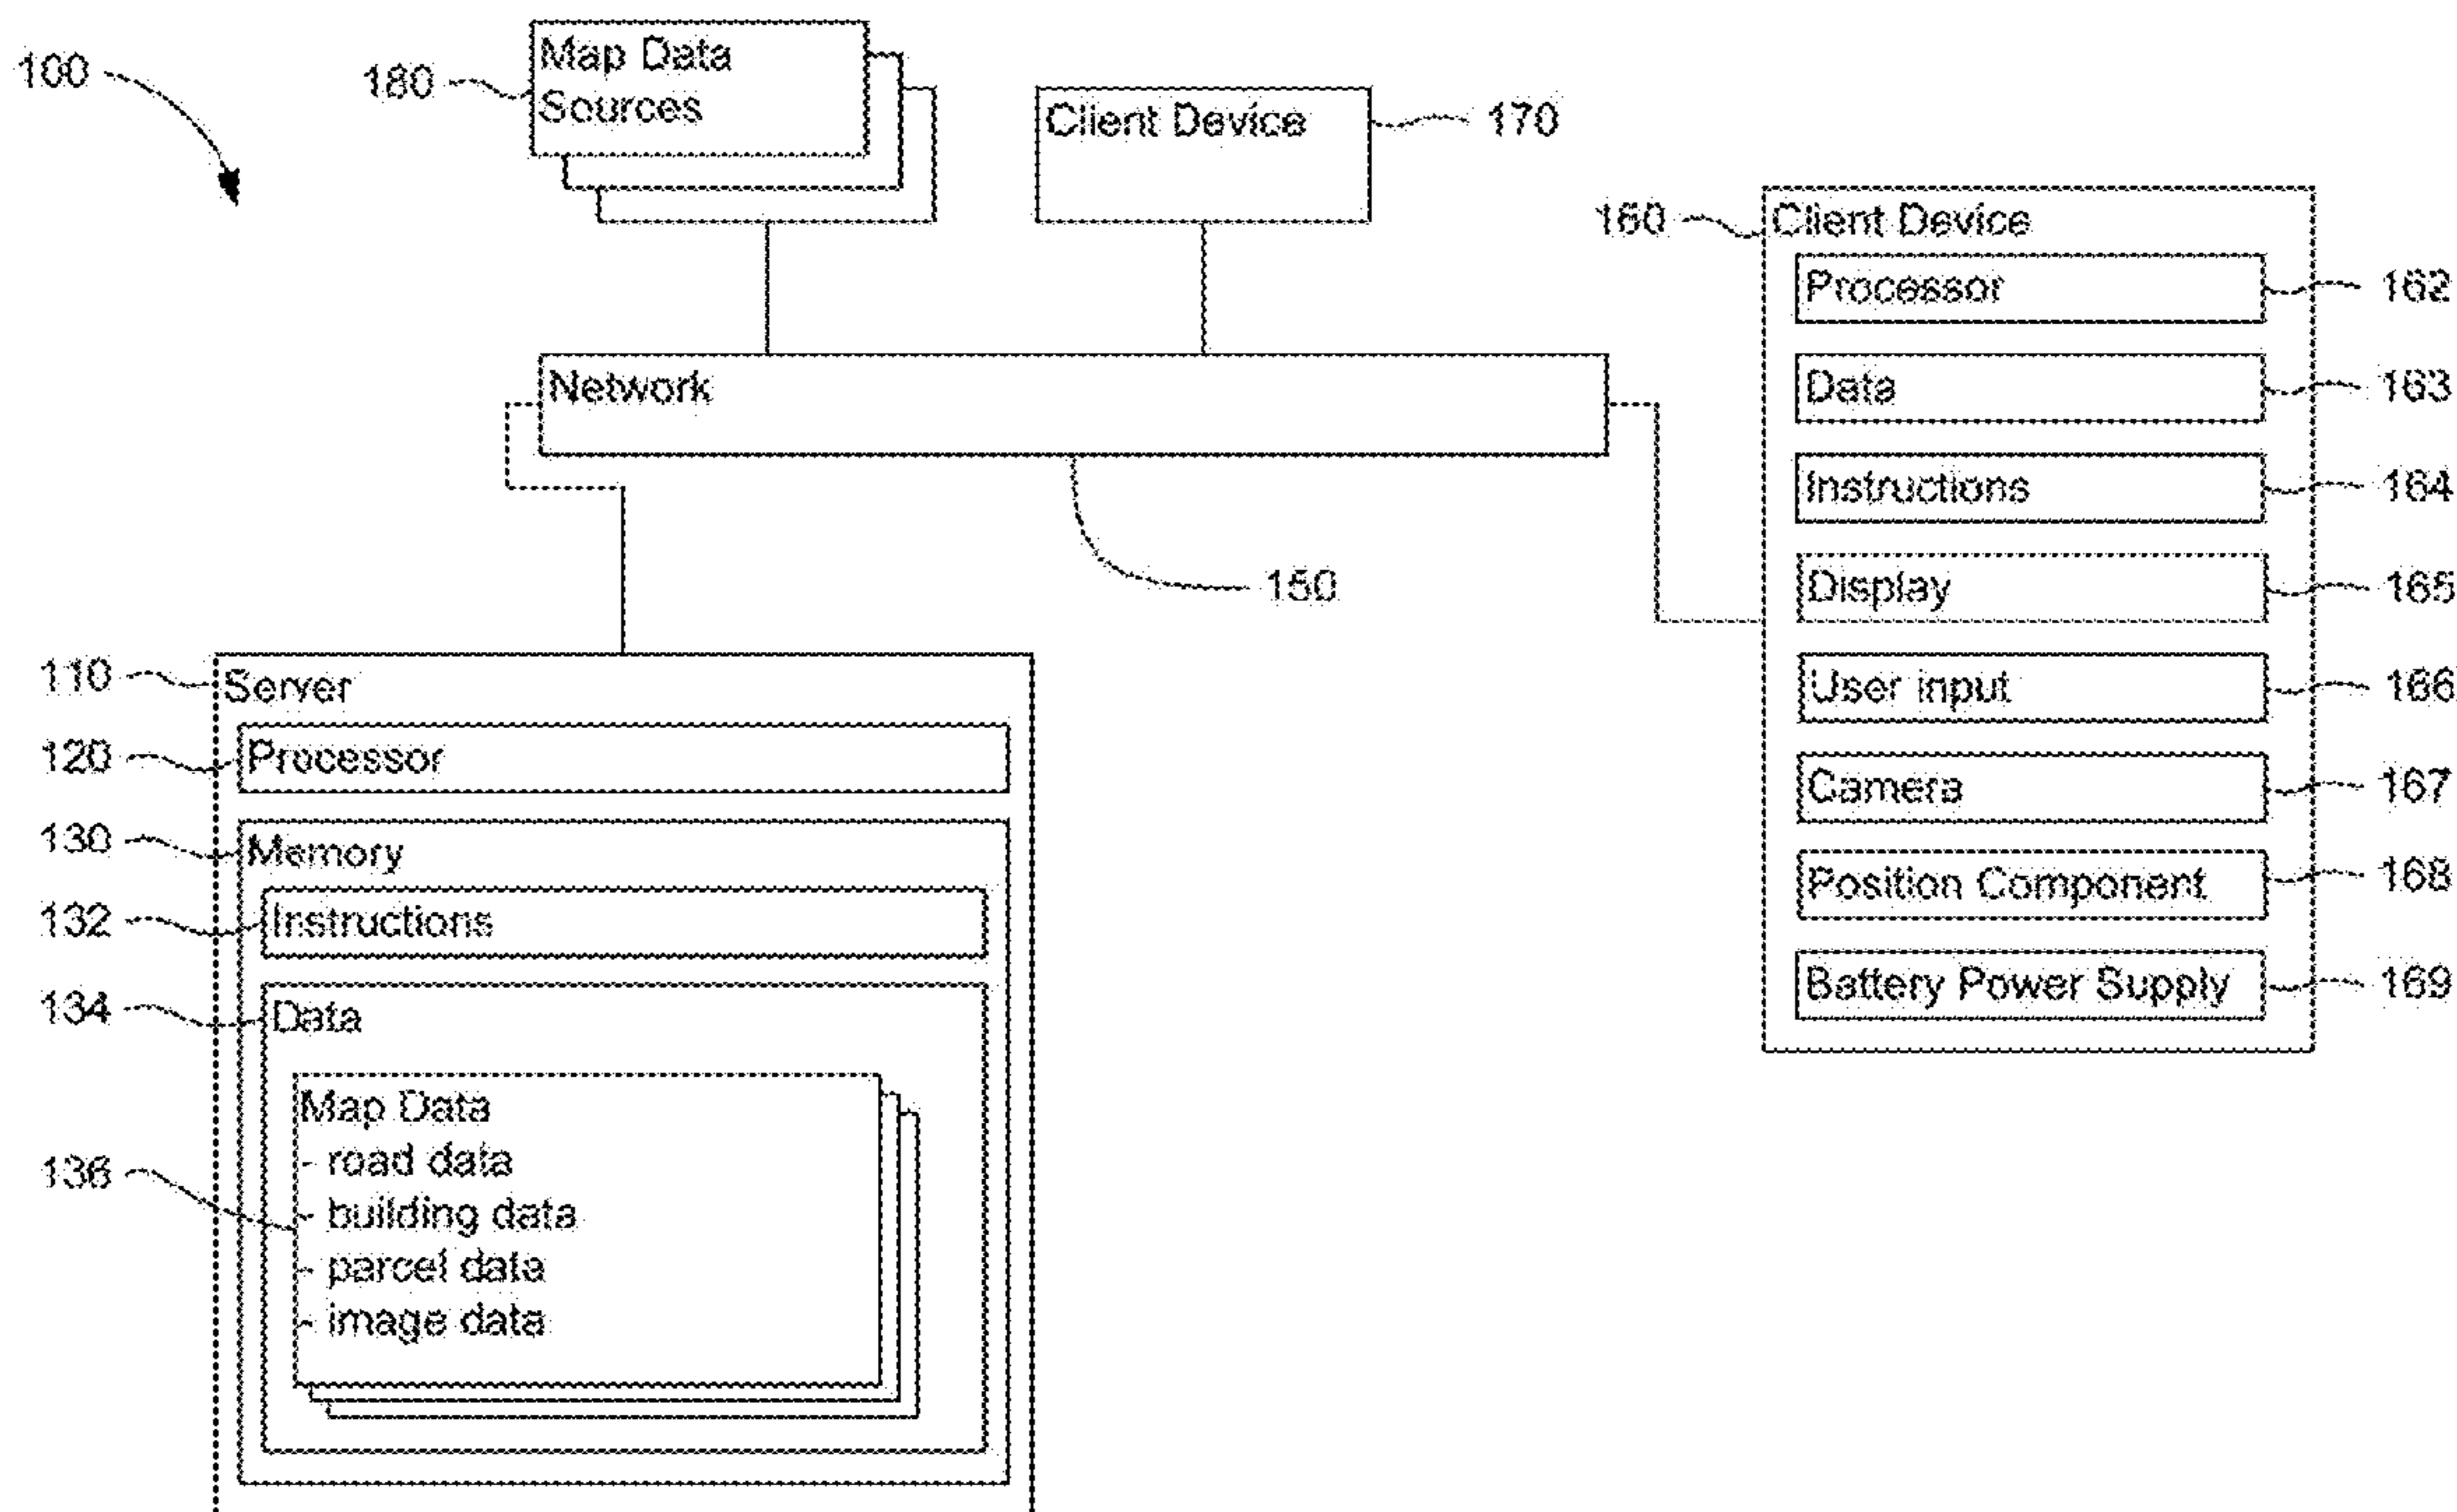 100
180
Map Data
Sources
Client Device
170
160
Client Device
Processor
162
Data
163
Instructions
164
Display
165
User input
166
Camera
167
Position Component
168
Battery Power Supply
169
Network
150
110
Server
120
Processor
130
Memory
132
Instructions
134
Data
136
Map Data
- road data
- building data
- parcel data
- image data